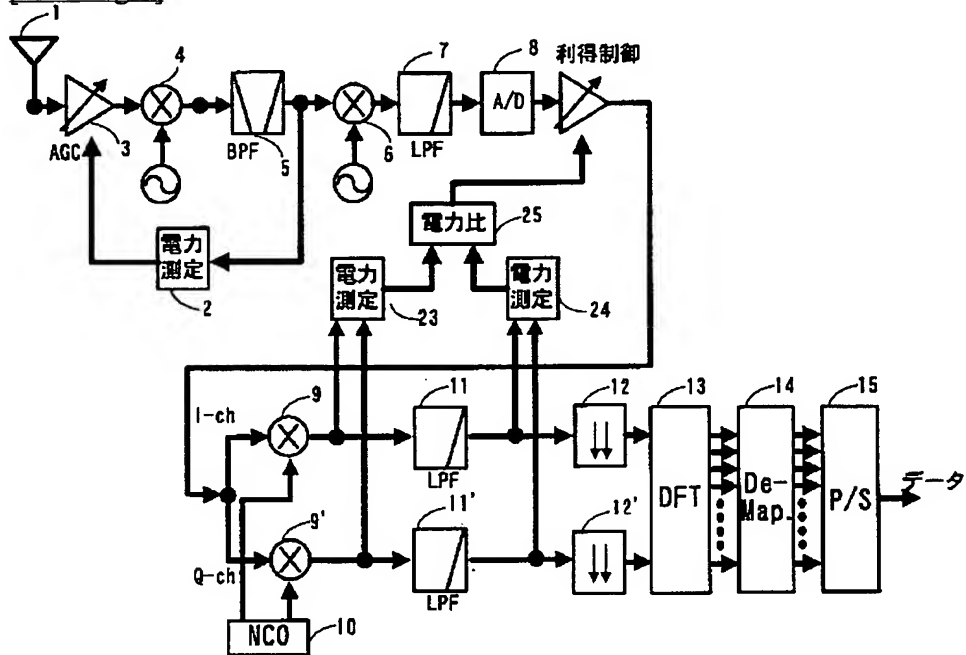 1
4
7
8
利得制御
A/D
AGC
3
BPF
5
6
LPF
電力比
25
電力
測定
2
電力
測定
23
電力
測定
24
I-ch
9
11
LPF
12
13
14
15
DFT
De-
Map.
P/S
データ
Q-ch
9'
11'
LPF
12'
NCO
10